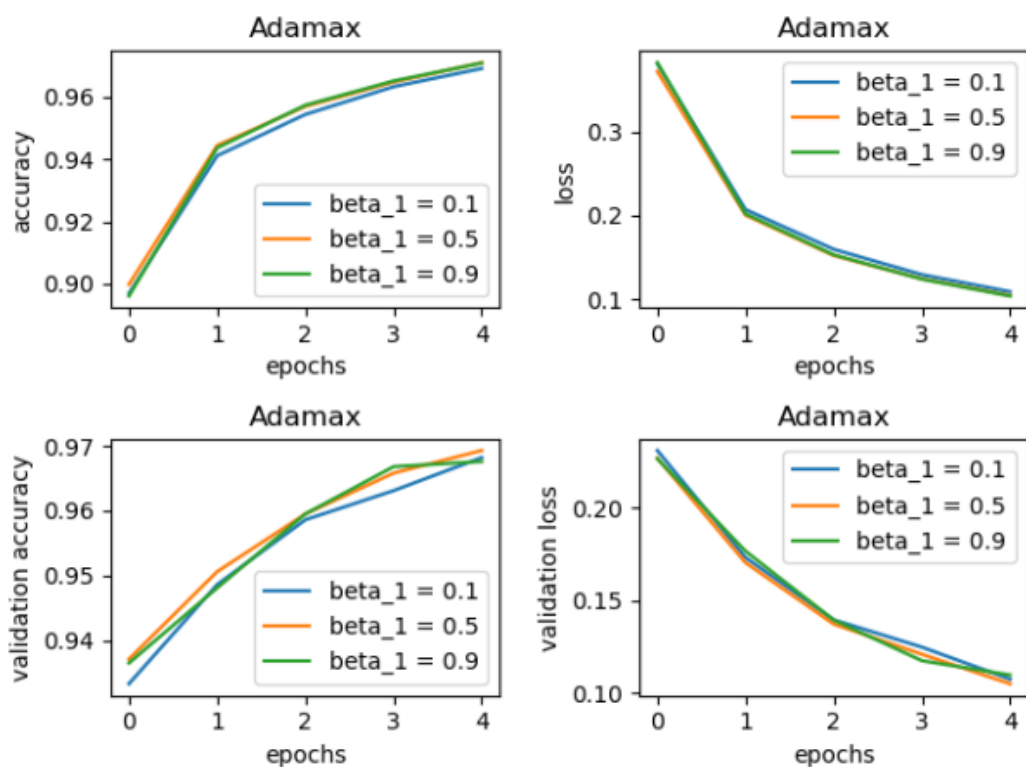 Adamax
accuracy
0.96
0.94
0.92
0.90
beta_1 = 0.1
beta_1 = 0.5
beta_1 = 0.9
0 1 2 3 4
epochs
Adamax
loss
0.3
0.2
0.1
beta_1 = 0.1
beta_1 = 0.5
beta_1 = 0.9
0 1 2 3 4
epochs
Adamax
validation accuracy
0.97
0.96
0.95
0.94
beta_1 = 0.1
beta_1 = 0.5
beta_1 = 0.9
0 1 2 3 4
epochs
Adamax
validation loss
0.20
0.15
0.10
beta_1 = 0.1
beta_1 = 0.5
beta_1 = 0.9
0 1 2 3 4
epochs